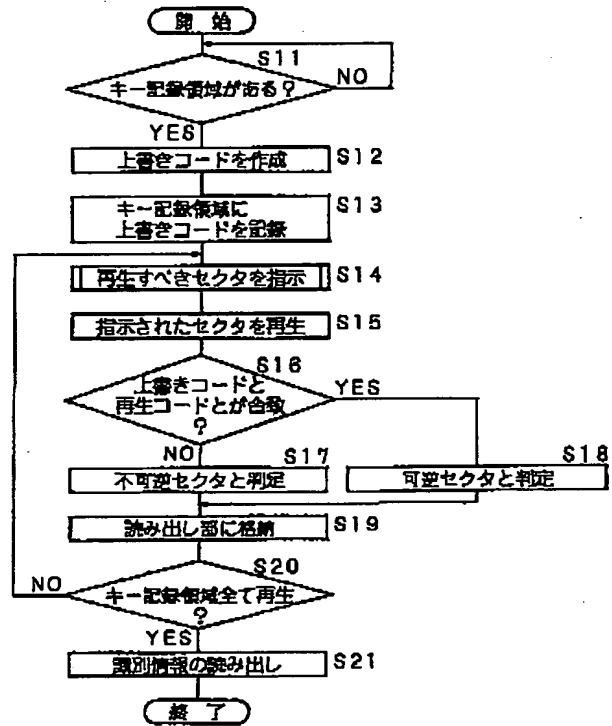 開始
S11
キー記録領域がある?
NO
YES
上書きコードを作成
S12
キー記録領域に
上書きコードを記録
S13
再生すべきセクタを指示
S14
指示されたセクタを再生
S15
S16
上書きコードと
再生コードとが合致
?
YES
NO
S17
不可逆セクタと判定
S18
可逆セクタと判定
読み出し部に格納
S19
S20
キー記録領域全て再生
?
NO
YES
識別情報の読み出し
S21
終了